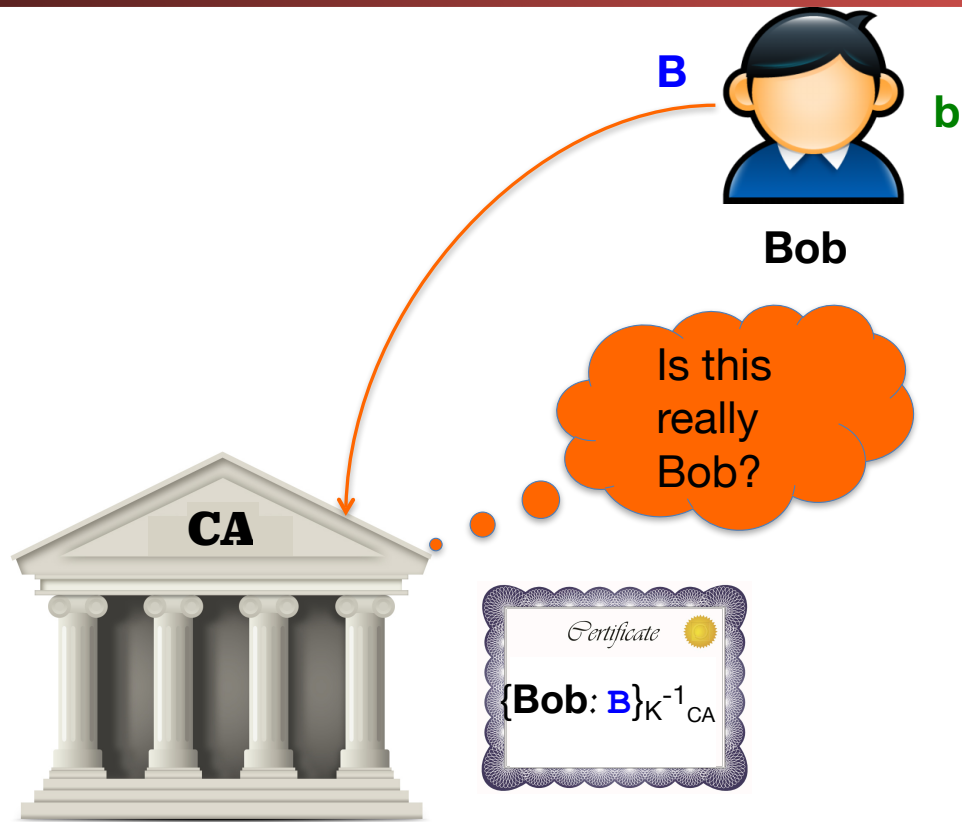 B
b
Bob
Is this
really
Bob?
CA
Certificate
{Bob: B}K⁻¹CA